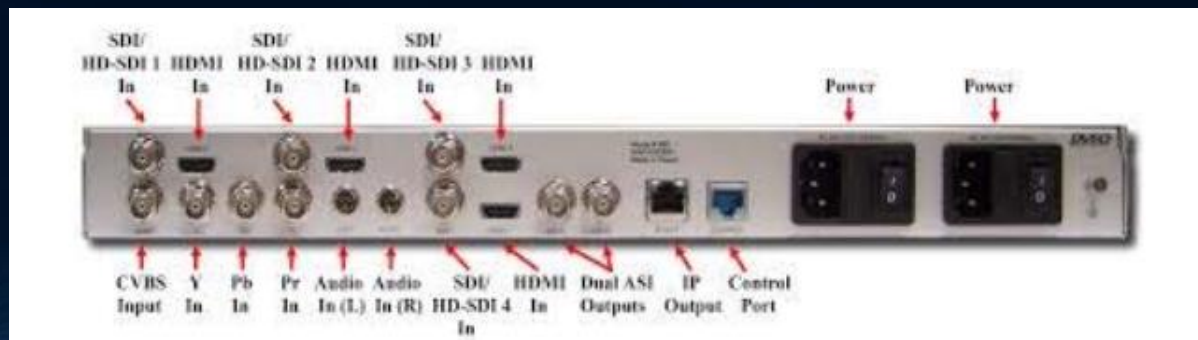 SDI/
HD-SDI 1
In
HDMI
In
SDI/
HD-SDI 2
In
HDMI
In
SDI/
HD-SDI 3
In
HDMI
In
Power
Power
DVEO
CVBS
Input
Y
In
Pb
In
Pr
In
Audio
In (L)
Audio
In (R)
SDI/
HD-SDI 4
In
HDMI
In
Dual ASI
Outputs
IP
Output
Control
Port